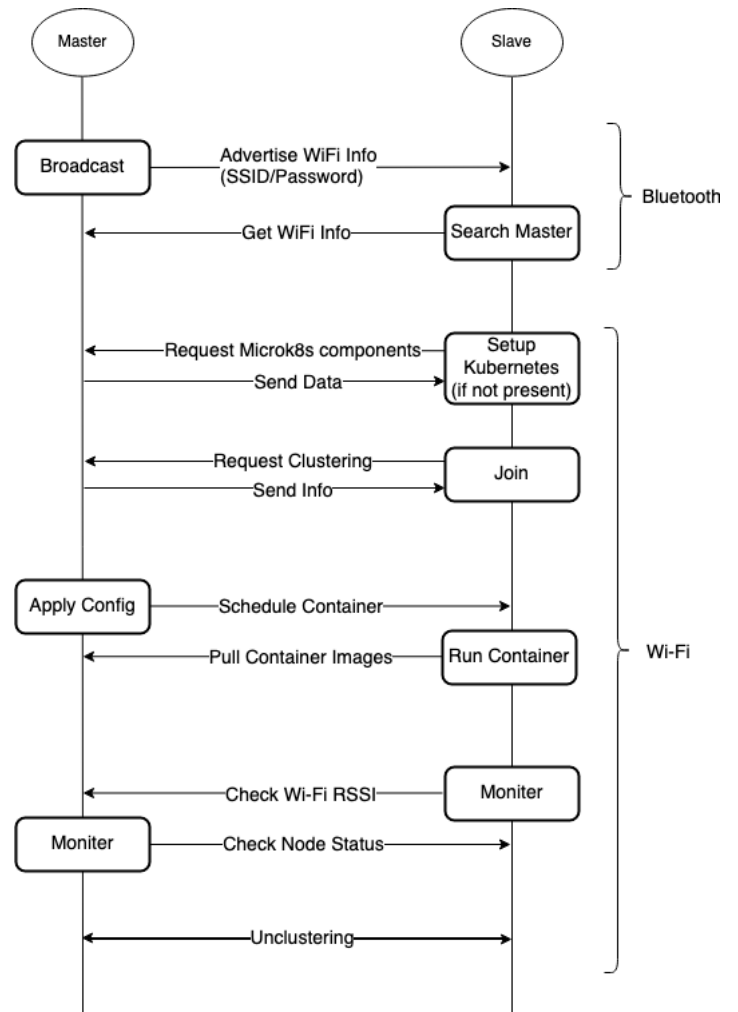 Master
Slave
Broadcast
Advertise WiFi Info
(SSID/Password)
Bluetooth
Get WiFi Info
Search Master
Request Microk8s components
Setup
Kubernetes
(if not present)
Send Data
Request Clustering
Join
Send Info
Apply Config
Schedule Container
Pull Container Images
Run Container
Wi-Fi
Check Wi-Fi RSSI
Moniter
Moniter
Check Node Status
Unclustering